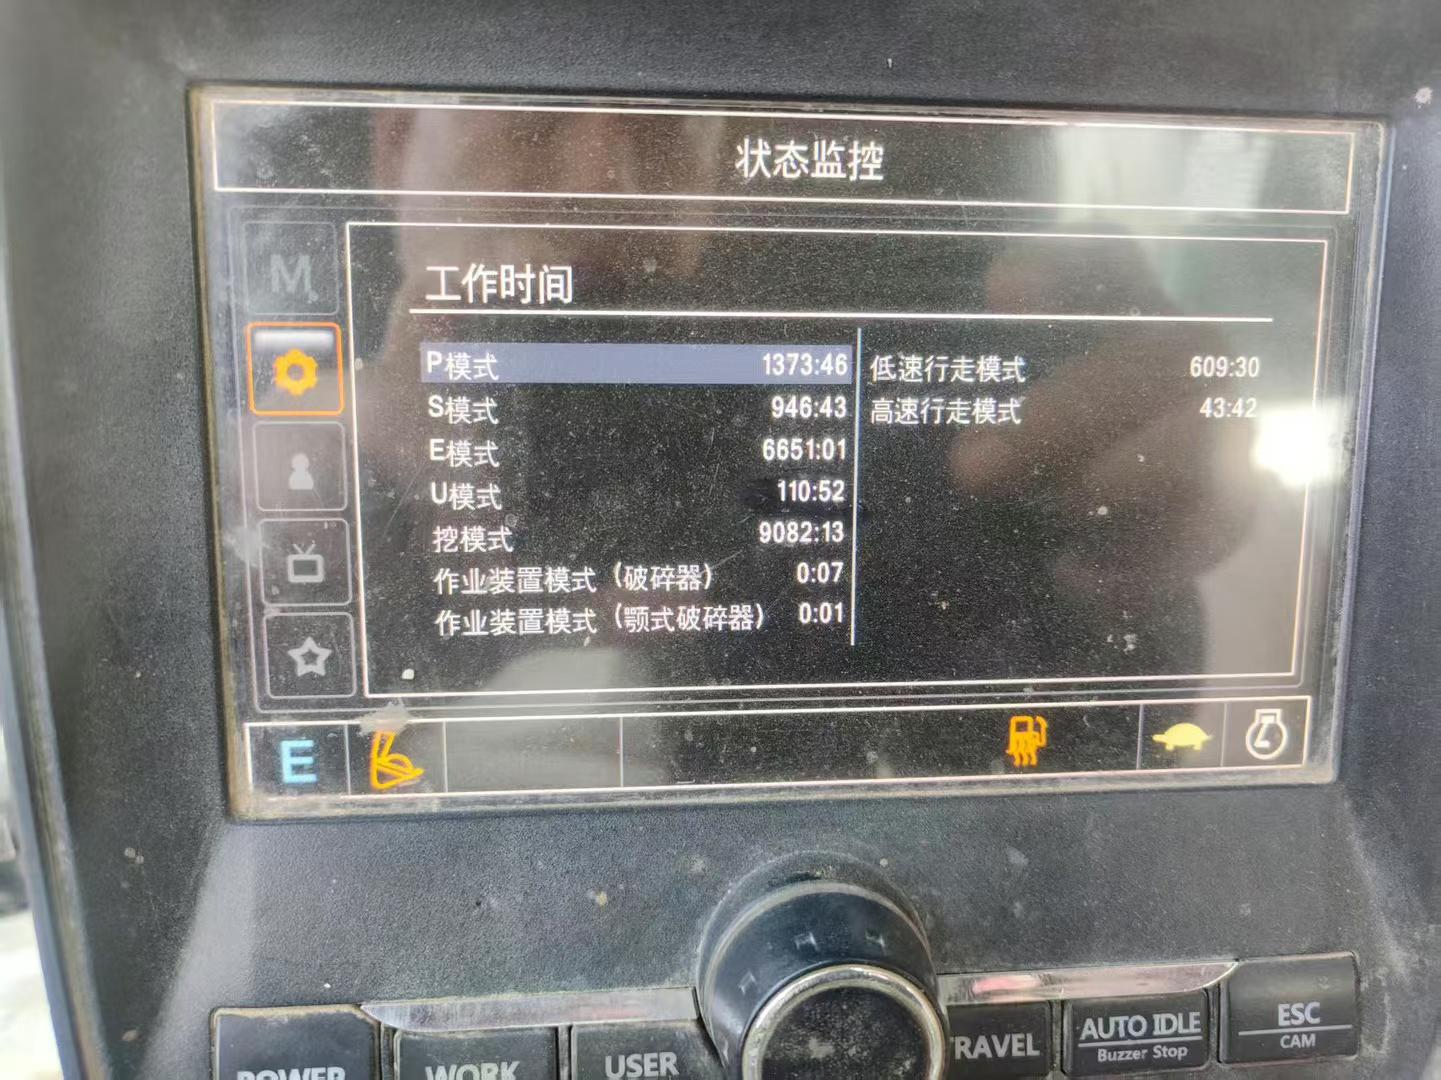 状态监控
M
工作时间
P模式 1373:46
S模式 946:43
E模式 6651:01
U模式 110:52
挖模式 9082:13
作业装置模式（破碎器） 0:07
作业装置模式（颚式破碎器） 0:01
低速行走模式 609:30
高速行走模式 43:42
E
POWER
WORK
USER
TRAVEL
AUTO IDLE
Buzzer Stop
ESC
CAM